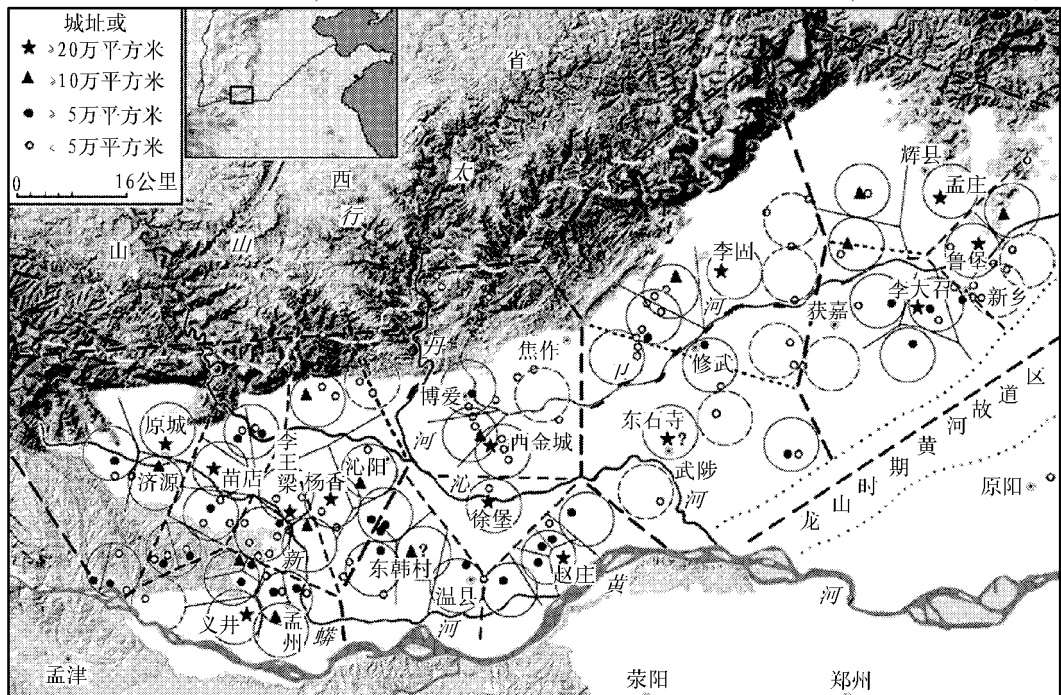 城址或
★ ≥20万平方米
▲ ≥10万平方米
● ≥5万平方米
○ <5万平方米
0 16公里
省
西
山
太
行
山
辉县
孟庄
李固
鲁堡
河
李大召
新乡
获嘉
丹
焦作
卫
修武
博爱
原城
河
西金城
东石寺
?
武陟
李王梁
沁阳
济源
苗店
杨香
沁
河
徐堡
原阳
龙山时期黄河故道区
新
东韩村
?
赵庄
温县
黄
河
义井
孟州
蟒
河
孟津
荥阳
郑州